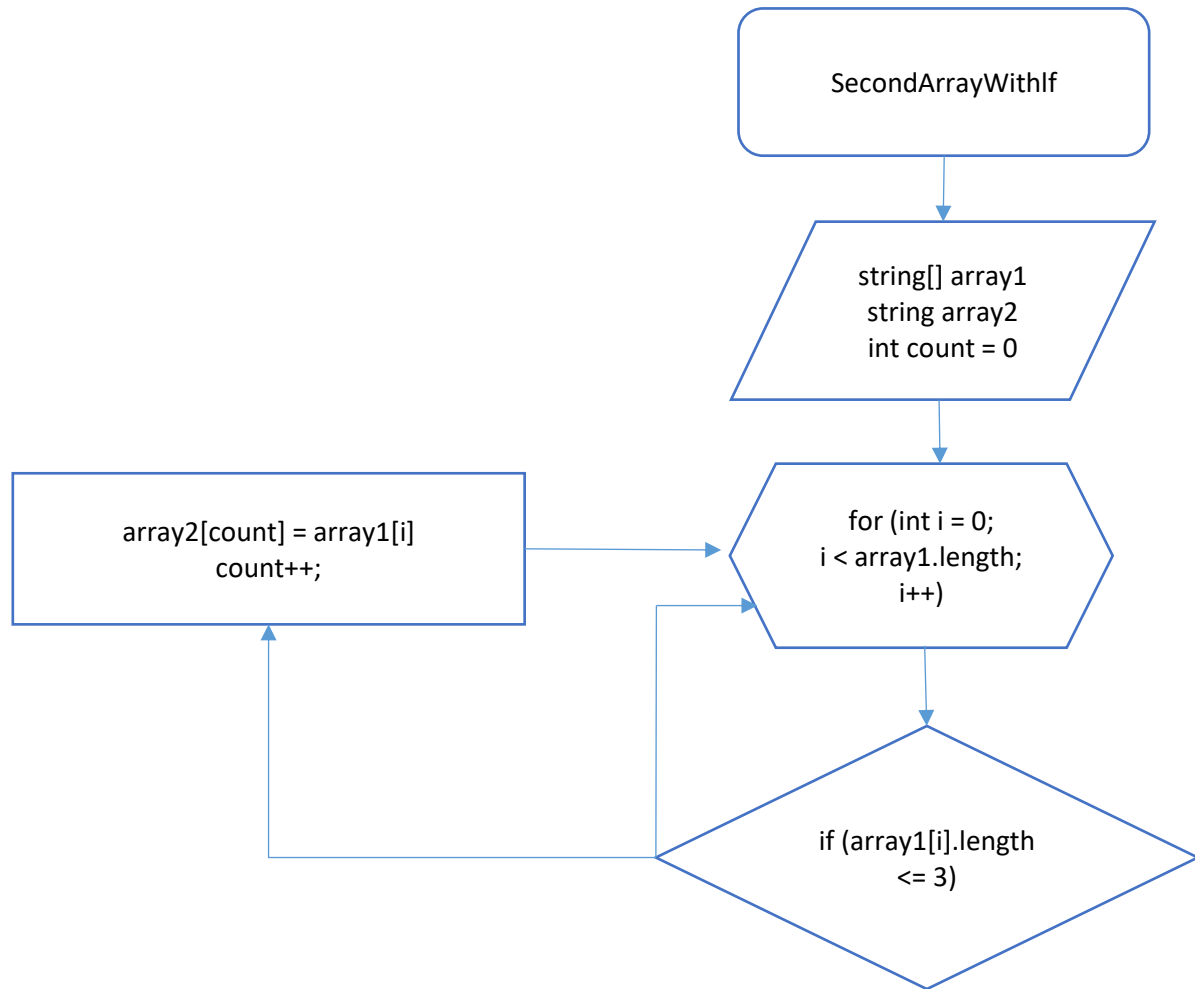 SecondArrayWithIf
string[] array1
string array2
int count = 0
for (int i = 0;
i < array1.length;
i++)
array2[count] = array1[i]
count++;
if (array1[i].length
<= 3)